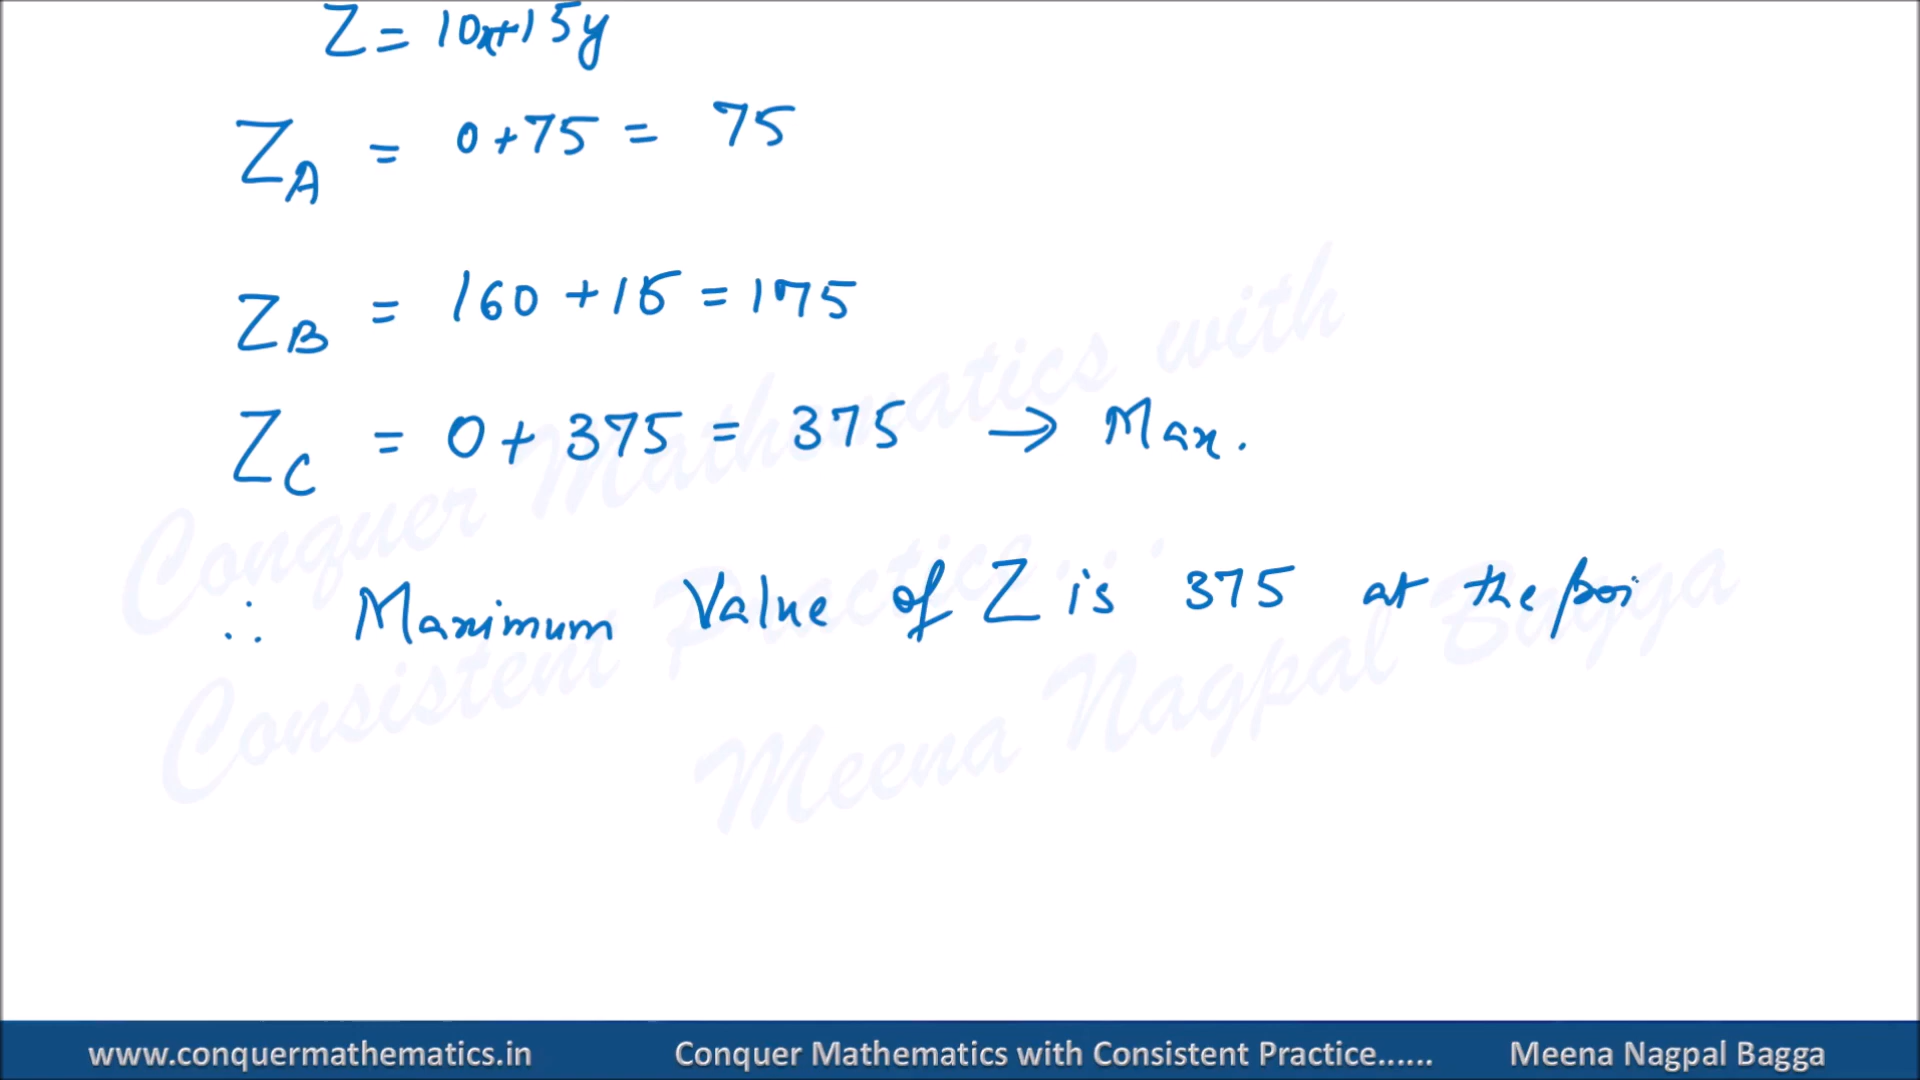 Z = 10x+15y
Z_A = 0+75 = 75
Z_B = 160 + 15 = 175
Z_C = 0 + 375 = 375 → Max.
∴ Maximum Value of Z is 375 at the poi
Conquer Mathematics with
Consistent Practice . . .
Meena Nagpal Bagga
www.conquermathematics.in Conquer Mathematics with Consistent Practice...... Meena Nagpal Bagga